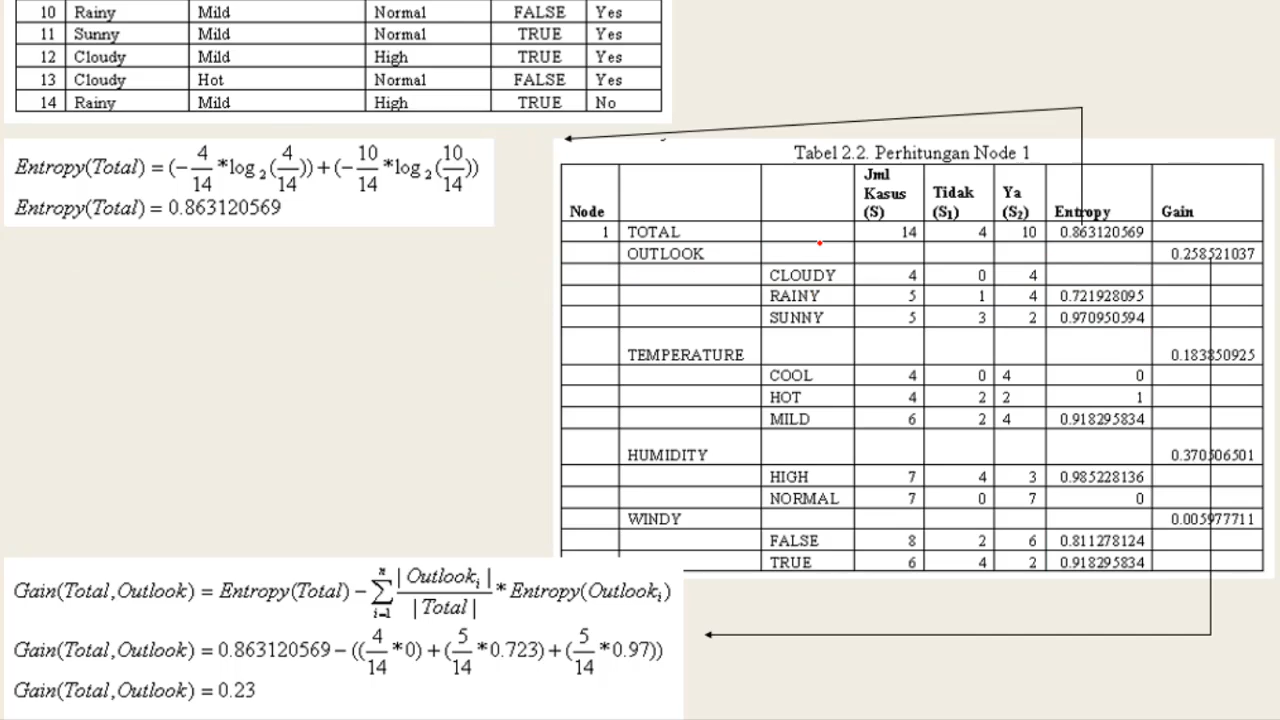 10 Rainy Mild Normal FALSE Yes
11 Sunny Mild Normal TRUE Yes
12 Cloudy Mild High TRUE Yes
13 Cloudy Hot Normal FALSE Yes
14 Rainy Mild High TRUE No
Entropy(Total) = (-4/14 * log₂(4/14)) + (-10/14 * log₂(10/14))
Entropy(Total) = 0.863120569
Tabel 2.2. Perhitungan Node 1
Node Jml Kasus (S) Tidak (S₁) Ya (S₂) Entropy Gain
1 TOTAL 14 4 10 0.863120569
OUTLOOK 0.258521037
CLOUDY 4 0 4
RAINY 5 1 4 0.721928095
SUNNY 5 3 2 0.970950594
TEMPERATURE 0.183850925
COOL 4 0 4 0
HOT 4 2 2 1
MILD 6 2 4 0.918295834
HUMIDITY 0.370506501
HIGH 7 4 3 0.985228136
NORMAL 7 0 7 0
WINDY 0.005977711
FALSE 8 2 6 0.811278124
TRUE 6 4 2 0.918295834
Gain(Total,Outlook) = Entropy(Total) - ∑ⁿᵢ₌₁ |Outlookᵢ| / |Total| * Entropy(Outlookᵢ)
Gain(Total,Outlook) = 0.863120569 - ((4/14 * 0) + (5/14 * 0.723) + (5/14 * 0.97))
Gain(Total,Outlook) = 0.23